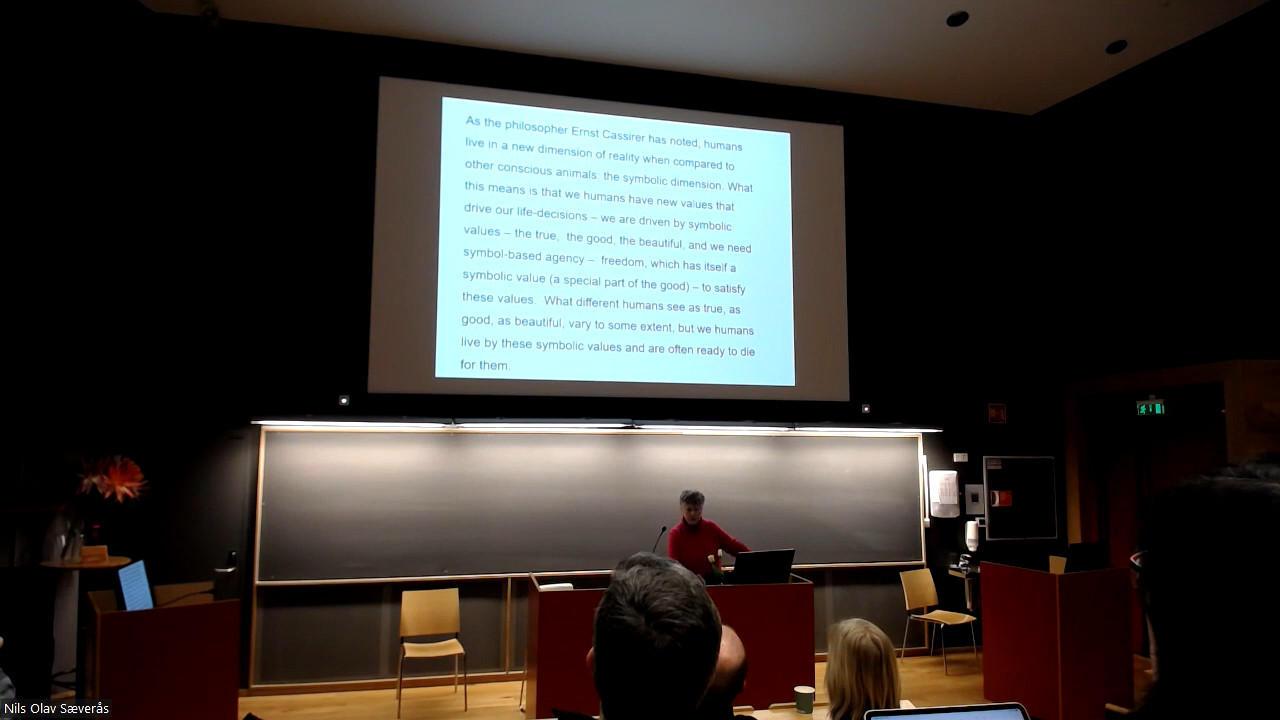 As the philosopher Ernst Cassirer has noted, humans
live in a new dimension of reality when compared to
other conscious animals: the symbolic dimension. What
this means is that we humans have new values that
drive our life-decisions – we are driven by symbolic
values – the true, the good, the beautiful, and we need
symbol-based agency – freedom, which has itself a
symbolic value (a special part of the good) – to satisfy
these values. What different humans see as true, as
good, as beautiful, vary to some extent, but we humans
live by these symbolic values and are often ready to die
for them.
Nils Olav Sæverås